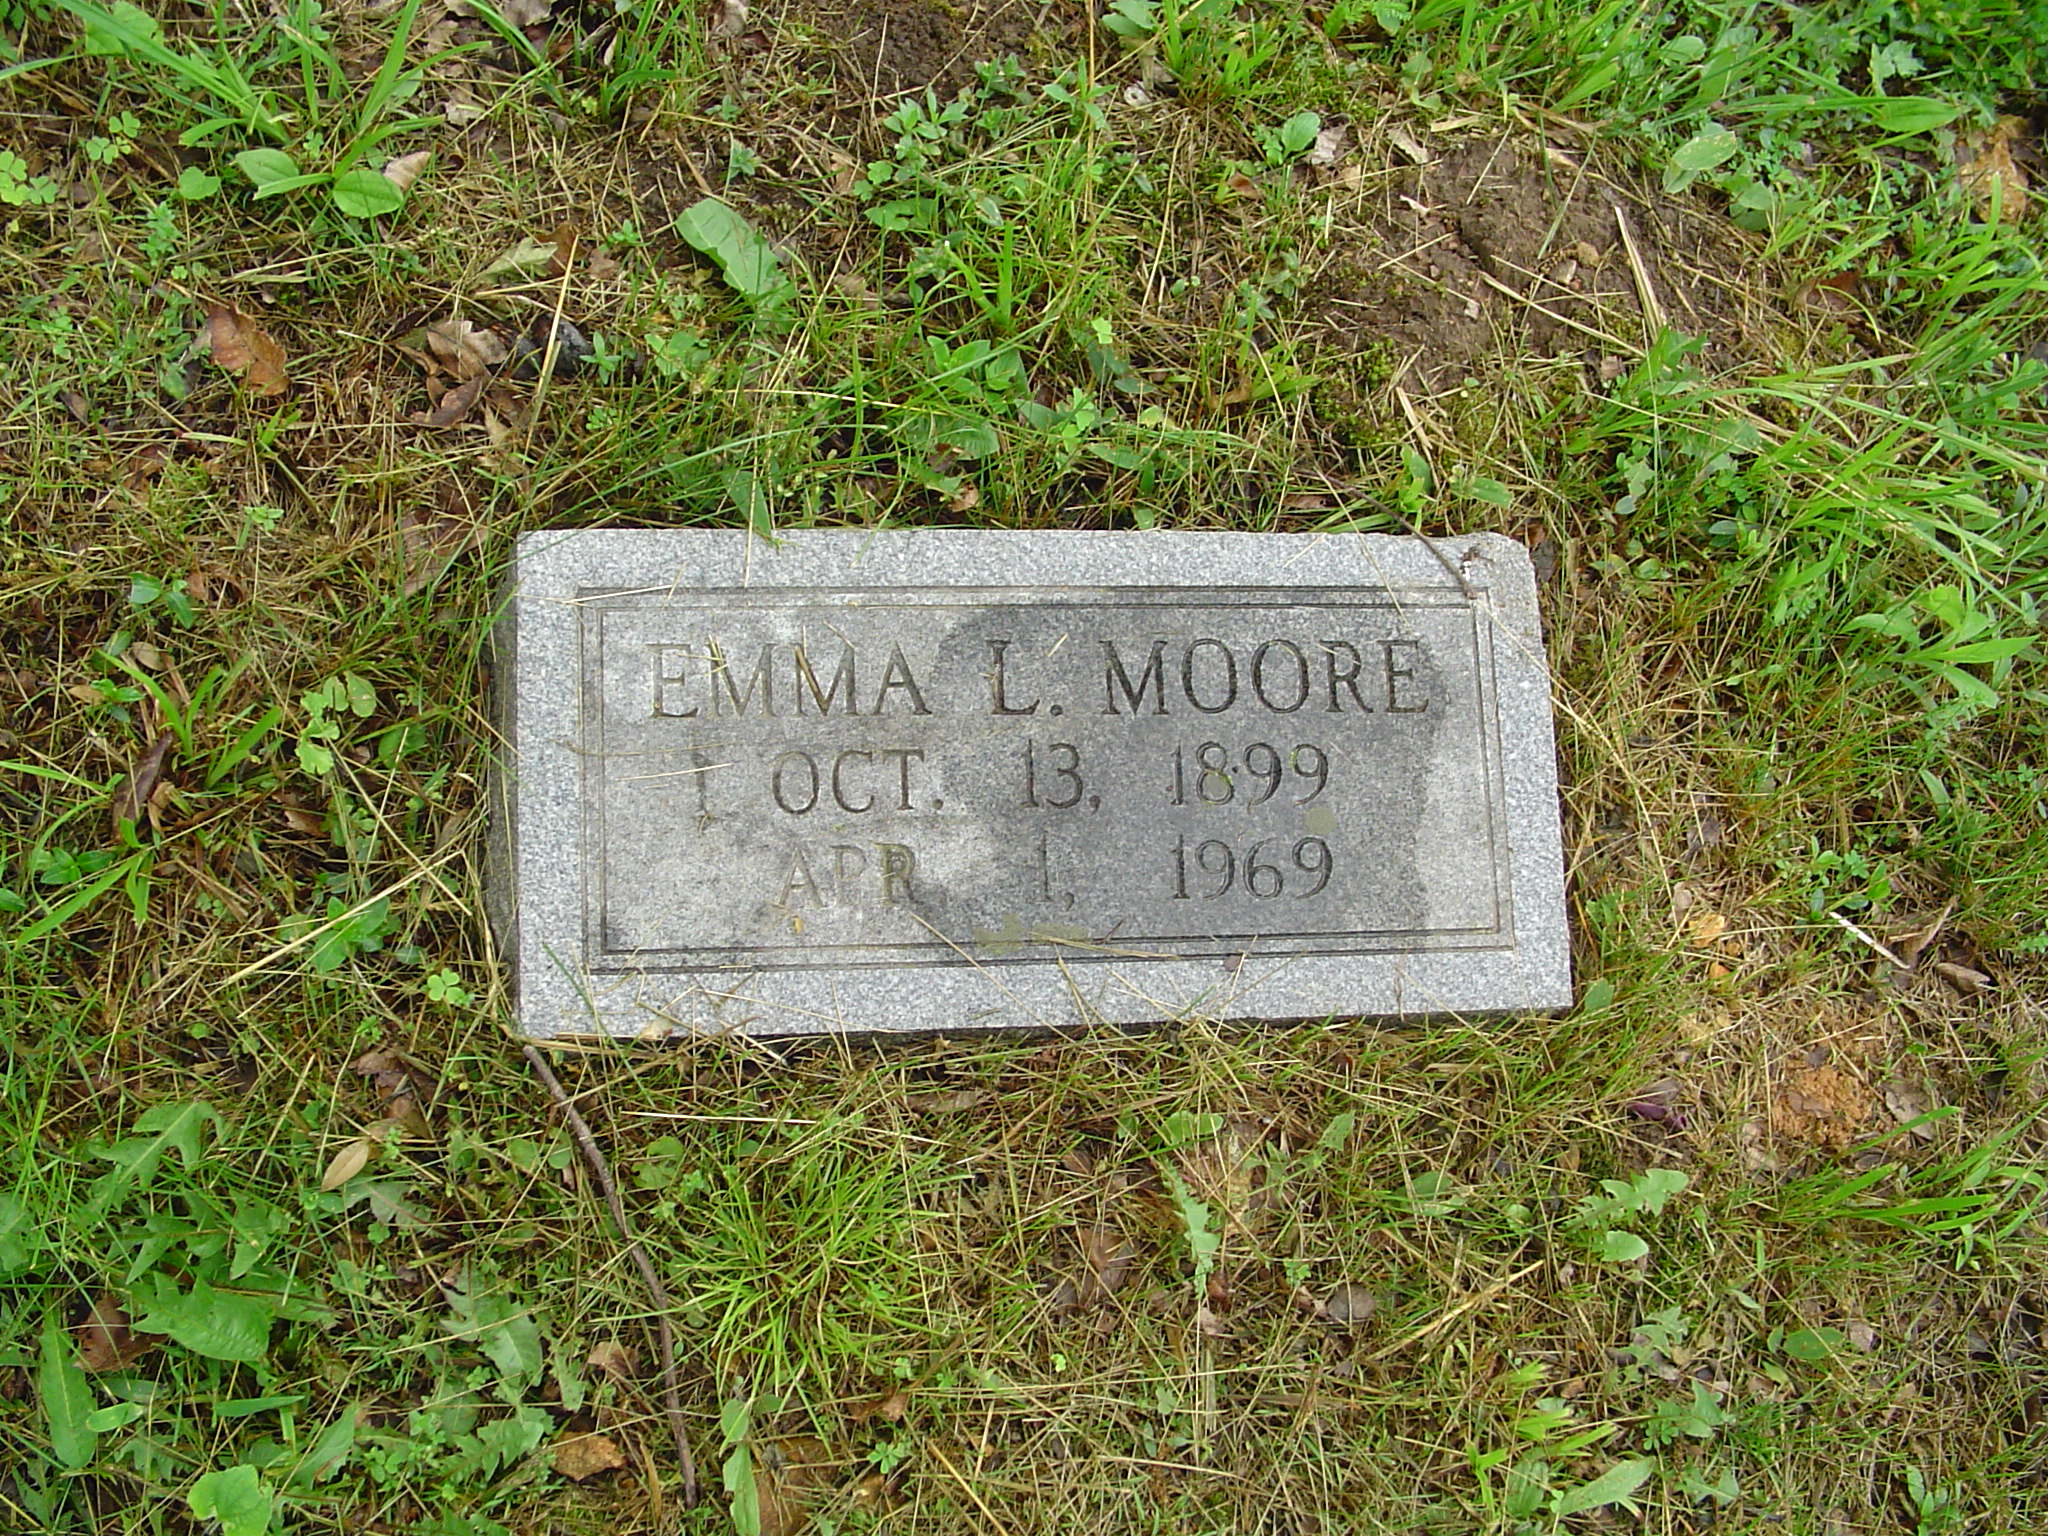 EMMA L. MOORE
OCT. 13, 1899
APR. 1, 1969